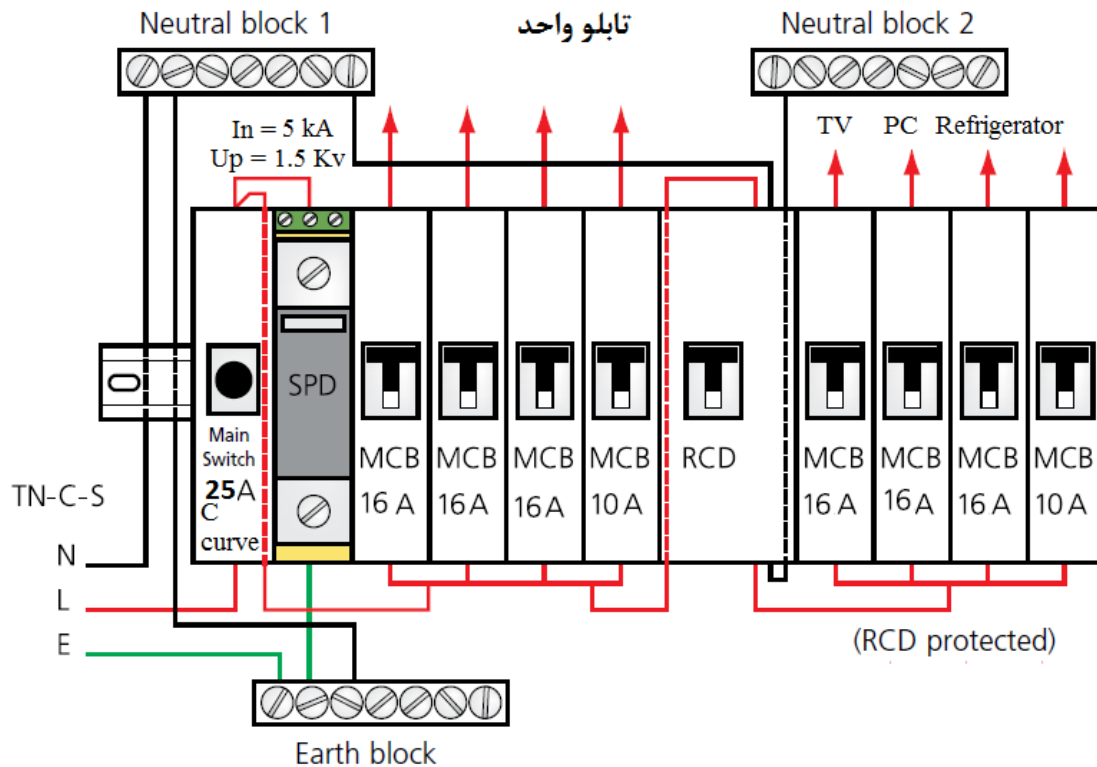 Neutral block 1
تابلو واحد
Neutral block 2
In = 5 kA
Up = 1.5 Kv
TV PC Refrigerator
SPD
Main
Switch
25A
C
curve
MCB
16 A
MCB
16 A
MCB
16 A
MCB
10 A
RCD
MCB
16 A
MCB
16 A
MCB
16 A
MCB
10 A
TN-C-S
N
L
E
(RCD protected)
Earth block